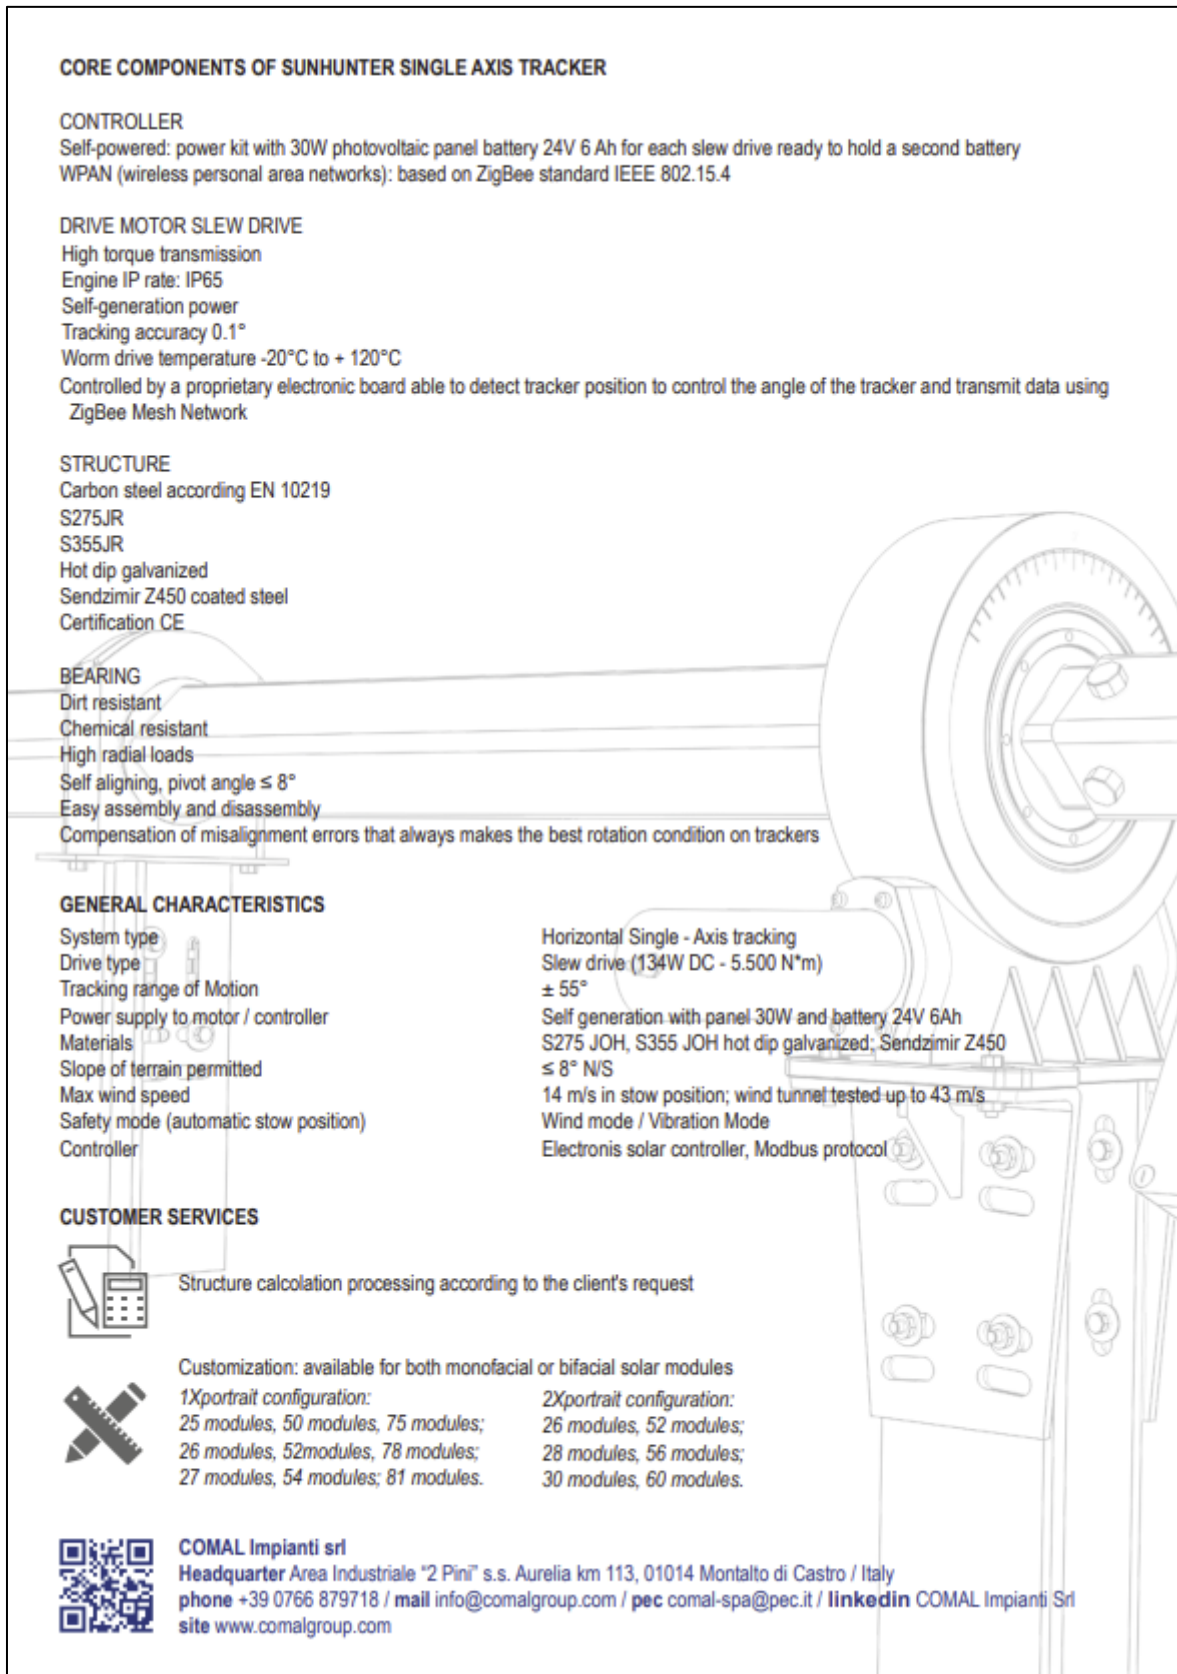 CORE COMPONENTS OF SUNHUNTER SINGLE AXIS TRACKER
CONTROLLER
Self-powered: power kit with 30W photovoltaic panel battery 24V 6 Ah for each slew drive ready to hold a second battery
WPAN (wireless personal area networks): based on ZigBee standard IEEE 802.15.4
DRIVE MOTOR SLEW DRIVE
High torque transmission
Engine IP rate: IP65
Self-generation power
Tracking accuracy 0.1°
Worm drive temperature -20°C to + 120°C
Controlled by a proprietary electronic board able to detect tracker position to control the angle of the tracker and transmit data using
ZigBee Mesh Network
STRUCTURE
Carbon steel according EN 10219
S275JR
S355JR
Hot dip galvanized
Sendzimir Z450 coated steel
Certification CE
BEARING
Dirt resistant
Chemical resistant
High radial loads
Self aligning, pivot angle ≤ 8°
Easy assembly and disassembly
Compensation of misalignment errors that always makes the best rotation condition on trackers
GENERAL CHARACTERISTICS
System type Horizontal Single - Axis tracking
Drive type Slew drive (134W DC - 5.500 N*m)
Tracking range of Motion ± 55°
Power supply to motor / controller Self generation with panel 30W and battery 24V 6Ah
Materials S275 JOH, S355 JOH hot dip galvanized; Sendzimir Z450
Slope of terrain permitted ≤ 8° N/S
Max wind speed 14 m/s in stow position; wind tunnel tested up to 43 m/s
Safety mode (automatic stow position) Wind mode / Vibration Mode
Controller Electronis solar controller, Modbus protocol
CUSTOMER SERVICES
Structure calcolation processing according to the client's request
Customization: available for both monofacial or bifacial solar modules
1Xportrait configuration: 2Xportrait configuration:
25 modules, 50 modules, 75 modules; 26 modules, 52 modules;
26 modules, 52modules, 78 modules; 28 modules, 56 modules;
27 modules, 54 modules; 81 modules. 30 modules, 60 modules.
COMAL Impianti srl
Headquarter Area Industriale “2 Pini” s.s. Aurelia km 113, 01014 Montalto di Castro / Italy
phone +39 0766 879718 / mail info@comalgroup.com / pec comal-spa@pec.it / linkedin COMAL Impianti Srl
site www.comalgroup.com